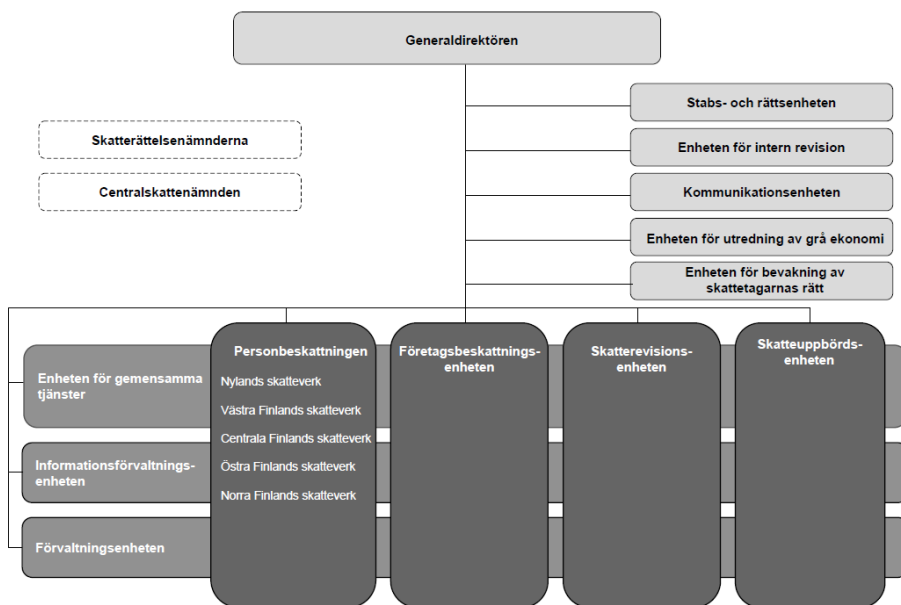 Generaldirektören
Stabs- och rättsenheten
Skatterättelsenämnderna
Enheten för intern revision
Centralskattenämnden
Kommunikationsenheten
Enheten för utredning av grå ekonomi
Enheten för bevakning av
skattetagarnas rätt
Personbeskattningen
Nylands skatteverk
Västra Finlands skatteverk
Centrala Finlands skatteverk
Östra Finlands skatteverk
Norra Finlands skatteverk
Företagsbeskattnings-
enheten
Skatterevisions-
enheten
Skatteuppbörds-
enheten
Enheten för gemensamma
tjänster
Informationsförvaltnings-
enheten
Förvaltningsenheten